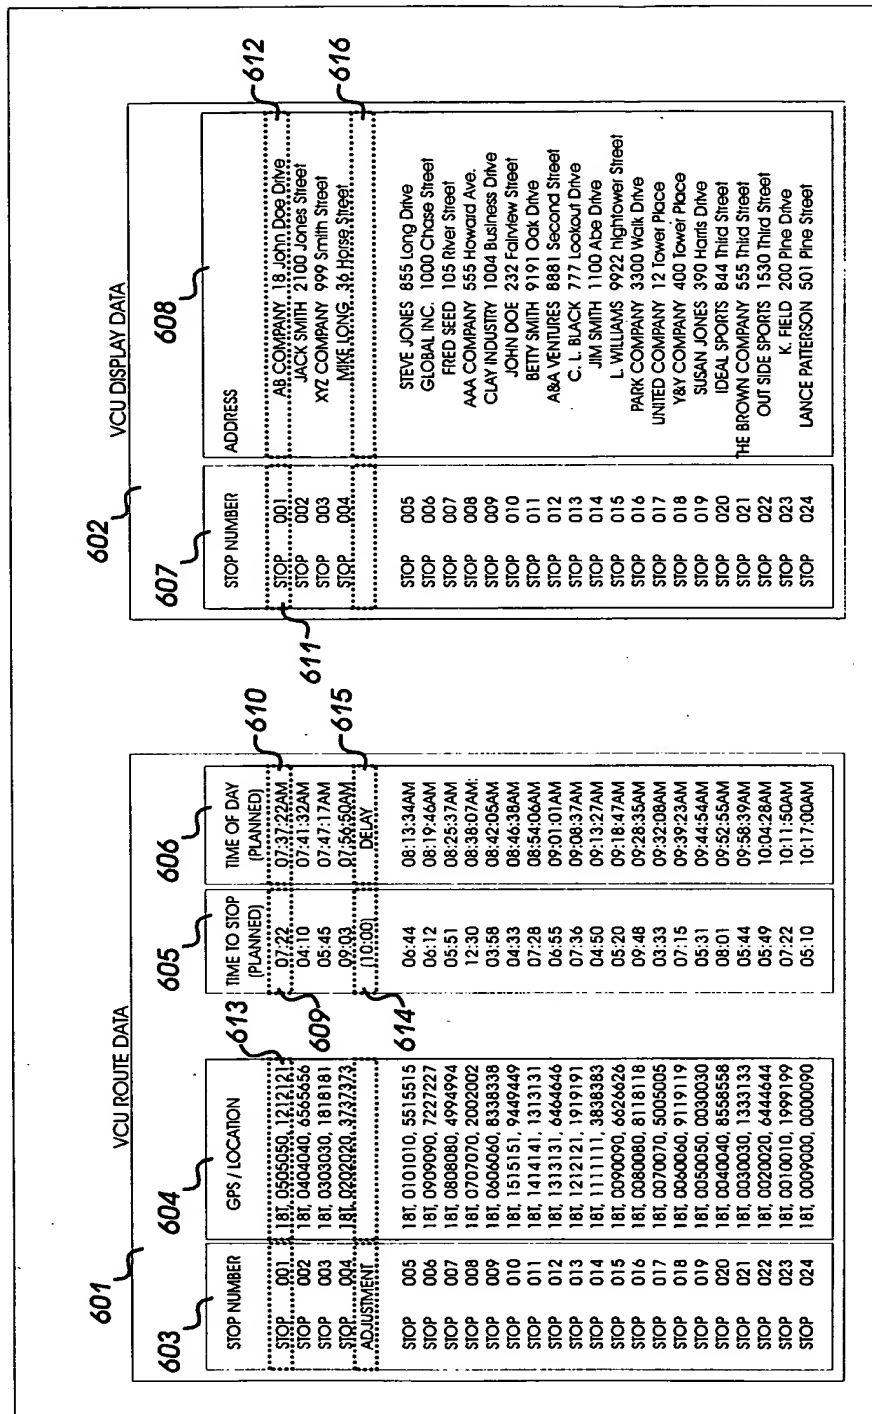 VCU ROUTE DATA
601
603
604
605
606
STOP NUMBER GPS / LOCATION TIME TO STOP (PLANNED) TIME OF DAY (PLANNED)
613
610
STOP 001 18T, 0505050, 1212121 07:22 07:37:22AM
STOP 002 18T, 0404040, 6565656 04:10 07:41:32AM
STOP 003 18T, 0303030, 1818181 05:45 07:47:17AM
STOP 004 18T, 0202020, 3737373 09:03 07:56:50AM
609
615
ADJUSTMENT (10:00) DELAY
614
STOP 005 18T, 0101010, 5515515 06:44 08:13:34AM
STOP 006 18T, 0909090, 7227227 06:12 08:19:46AM
STOP 007 18T, 0808080, 4994994 05:51 08:25:37AM
STOP 008 18T, 0707070, 2002002 12:30 08:38:07AM:
STOP 009 18T, 0606060, 8338338 03:58 08:42:05AM
STOP 010 18T, 1515151, 9449449 04:33 08:46:38AM
STOP 011 18T, 1414141, 1313131 07:28 08:54:06AM
STOP 012 18T, 1313131, 6464646 06:55 09:01:01AM
STOP 013 18T, 1212121, 1919191 07:36 09:08:37AM
STOP 014 18T, 1111111, 3838383 04:50 09:13:27AM
STOP 015 18T, 0090090, 6626626 05:20 09:18:47AM
STOP 016 18T, 0080080, 8118118 09:48 09:28:35AM
STOP 017 18T, 0070070, 5005005 03:33 09:32:08AM
STOP 018 18T, 0060060, 9119119 07:15 09:39:23AM
STOP 019 18T, 0050050, 0030030 05:31 09:44:54AM
STOP 020 18T, 0040040, 8558558 08:01 09:52:55AM
STOP 021 18T, 0030030, 1333133 05:44 09:58:39AM
STOP 022 18T, 0020020, 6444644 05:49 10:04:28AM
STOP 023 18T, 0010010, 1999199 07:22 10:11:50AM
STOP 024 18T, 0009000, 0000090 05:10 10:17:00AM
VCU DISPLAY DATA
602
607
608
STOP NUMBER ADDRESS
612
STOP 001 AB COMPANY 18 John Doe Drive
611
STOP 002 JACK SMITH 2100 Jones Street
STOP 003 XYZ COMPANY 999 Smith Street
STOP 004 MIKE LONG 36 Horse Street
616
STOP 005 STEVE JONES 855 Long Drive
STOP 006 GLOBAL INC. 1000 Chase Street
STOP 007 FRED SEED 105 River Street
STOP 008 AAA COMPANY 555 Howard Ave.
STOP 009 CLAY INDUSTRY 1004 Business Drive
STOP 010 JOHN DOE 232 Fairview Street
STOP 011 BETTY SMITH 9191 Oak Drive
STOP 012 A&A VENTURES 8881 Second Street
STOP 013 C. L. BLACK 777 Lookout Drive
STOP 014 JIM SMITH 1100 Abe Drive
STOP 015 L. WILLIAMS 9922 hightower Street
STOP 016 PARK COMPANY 3300 Walk Drive
STOP 017 UNITED COMPANY 12 Tower Place
STOP 018 Y&Y COMPANY 400 Tower Place
STOP 019 SUSAN JONES 390 Harris Drive
STOP 020 IDEAL SPORTS 844 Third Street
STOP 021 THE BROWN COMPANY 555 Third Street
STOP 022 OUT SIDE SPORTS 1530 Third Street
STOP 023 K. FIELD 200 Pine Drive
STOP 024 LANCE PATTERSON 501 Pine Street